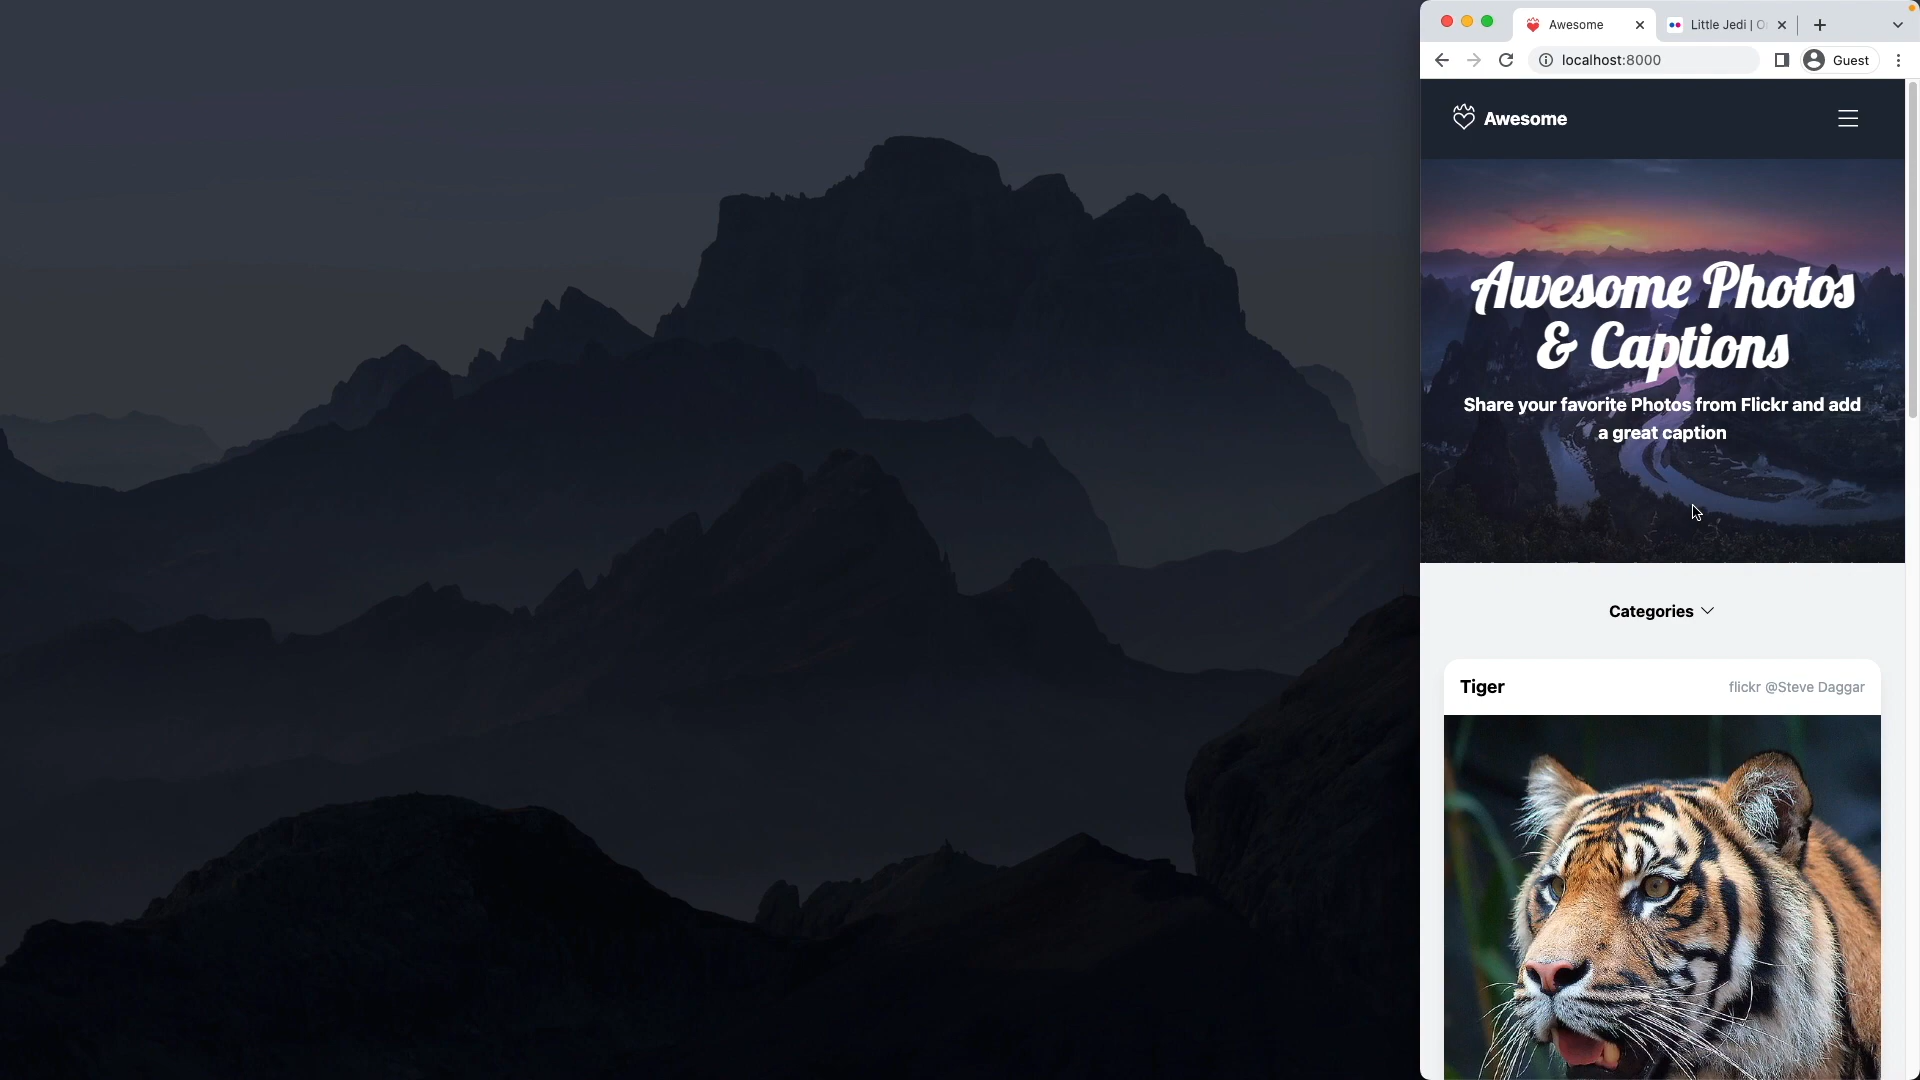 Awesome
Little Jedi | O
localhost:8000
Guest
Awesome
Awesome Photos
& Captions
Share your favorite Photos from Flickr and add
a great caption
Categories
Tiger
flickr @Steve Daggar